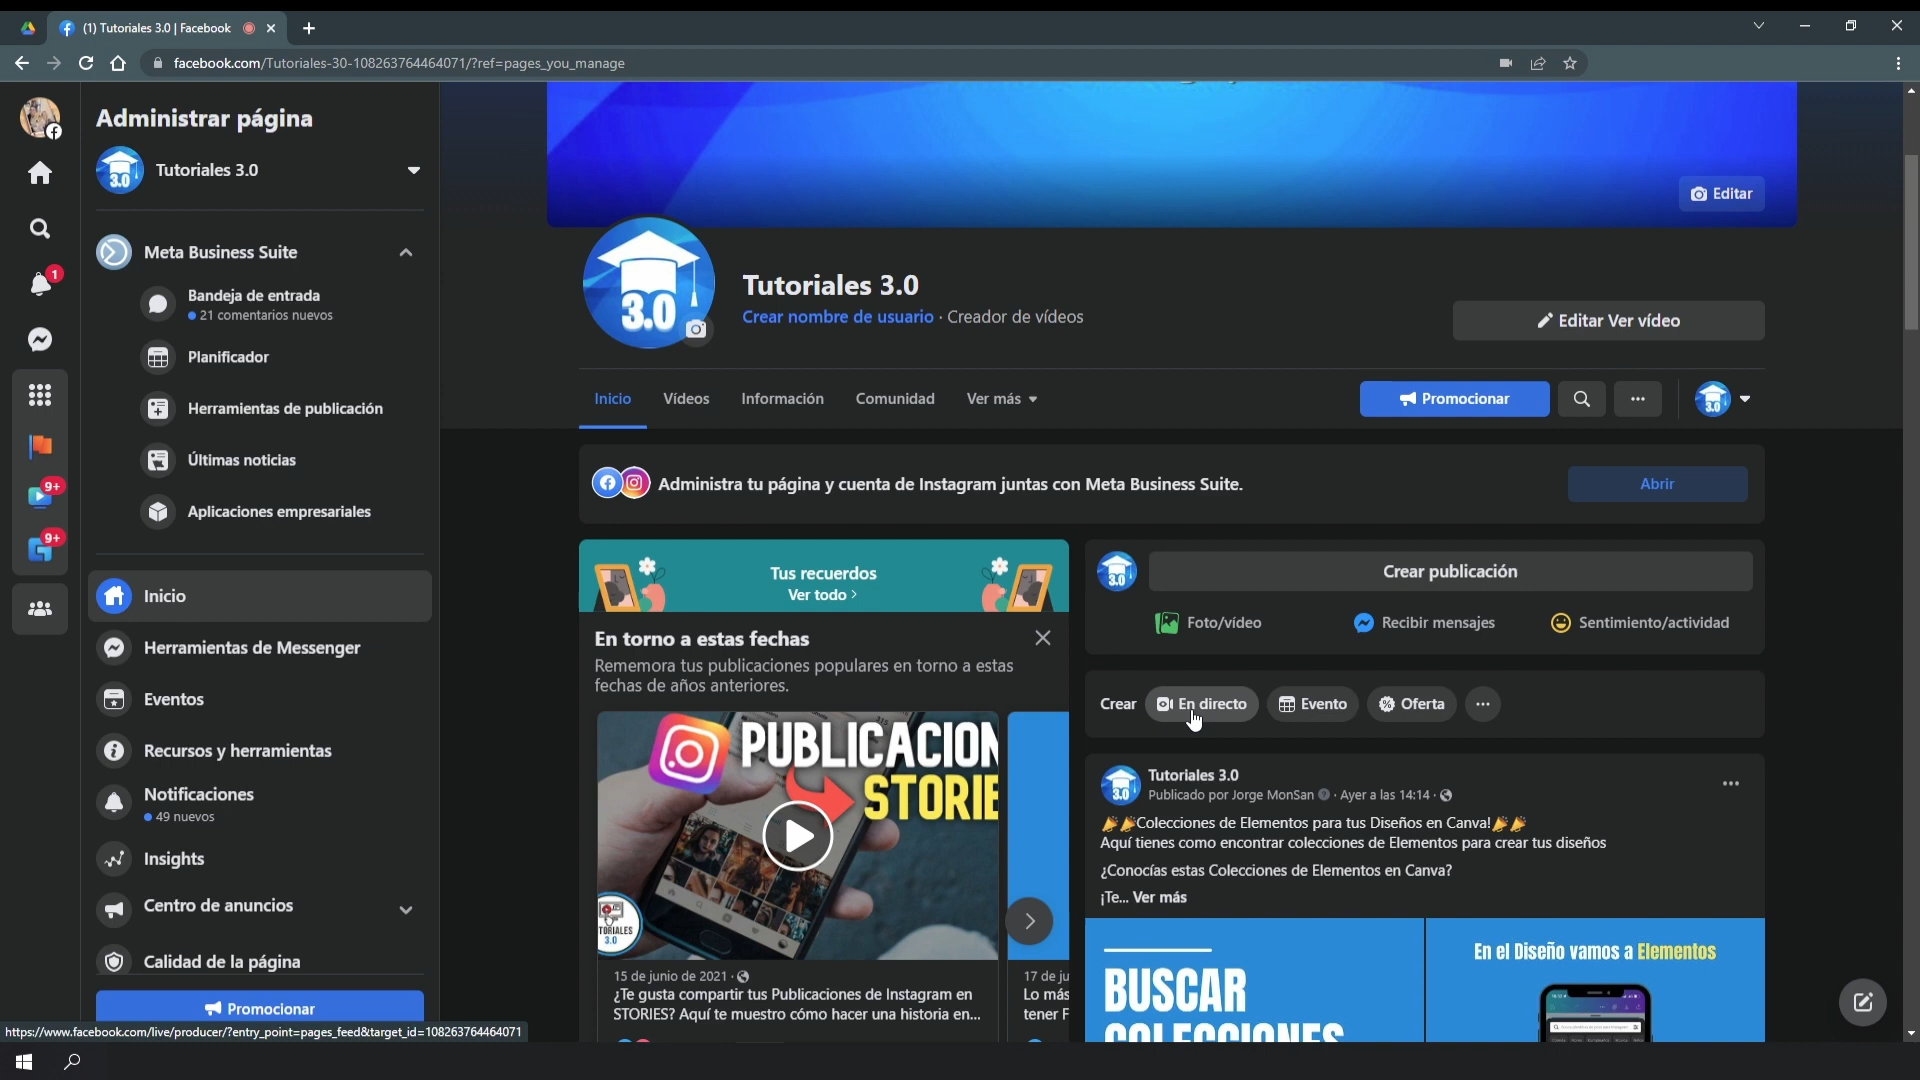 (1) Tutoriales 3.0 | Facebook
facebook.com/Tutoriales-30-108263764464071/?ref=pages_you_manage
Administrar página
Tutoriales 3.0
Meta Business Suite
1
Bandeja de entrada
21 comentarios nuevos
Planificador
Herramientas de publicación
Últimas noticias
9+
Aplicaciones empresariales
9+
Inicio
Herramientas de Messenger
Eventos
Recursos y herramientas
Notificaciones
49 nuevos
Insights
Centro de anuncios
Calidad de la página
Promocionar
https://www.facebook.com/live/producer/?entry_point=pages_feed&target_id=108263764464071
Editar
3.0
Tutoriales 3.0
Crear nombre de usuario · Creador de vídeos
Editar Ver vídeo
Inicio Vídeos Información Comunidad Ver más
Promocionar
Administra tu página y cuenta de Instagram juntas con Meta Business Suite.
Abrir
Tus recuerdos
Ver todo
En torno a estas fechas
Rememora tus publicaciones populares en torno a estas
fechas de años anteriores.
PUBLICACION
STORIE
TORIALES
3.0
15 de junio de 2021 ·
¿Te gusta compartir tus Publicaciones de Instagram en
STORIES? Aquí te muestro cómo hacer una historia en...
17 de ju
Lo más
tener F
Crear publicación
Foto/vídeo
Recibir mensajes
Sentimiento/actividad
Crear
En directo
Evento
Oferta
Tutoriales 3.0
Publicado por Jorge MonSan · Ayer a las 14:14 ·
🎉🎉Colecciones de Elementos para tus Diseños en Canva!🎉🎉
Aquí tienes como encontrar colecciones de Elementos para crear tus diseños
¿Conocías estas Colecciones de Elementos en Canva?
¡Te... Ver más
BUSCAR
COLECCIONES
En el Diseño vamos a Elementos